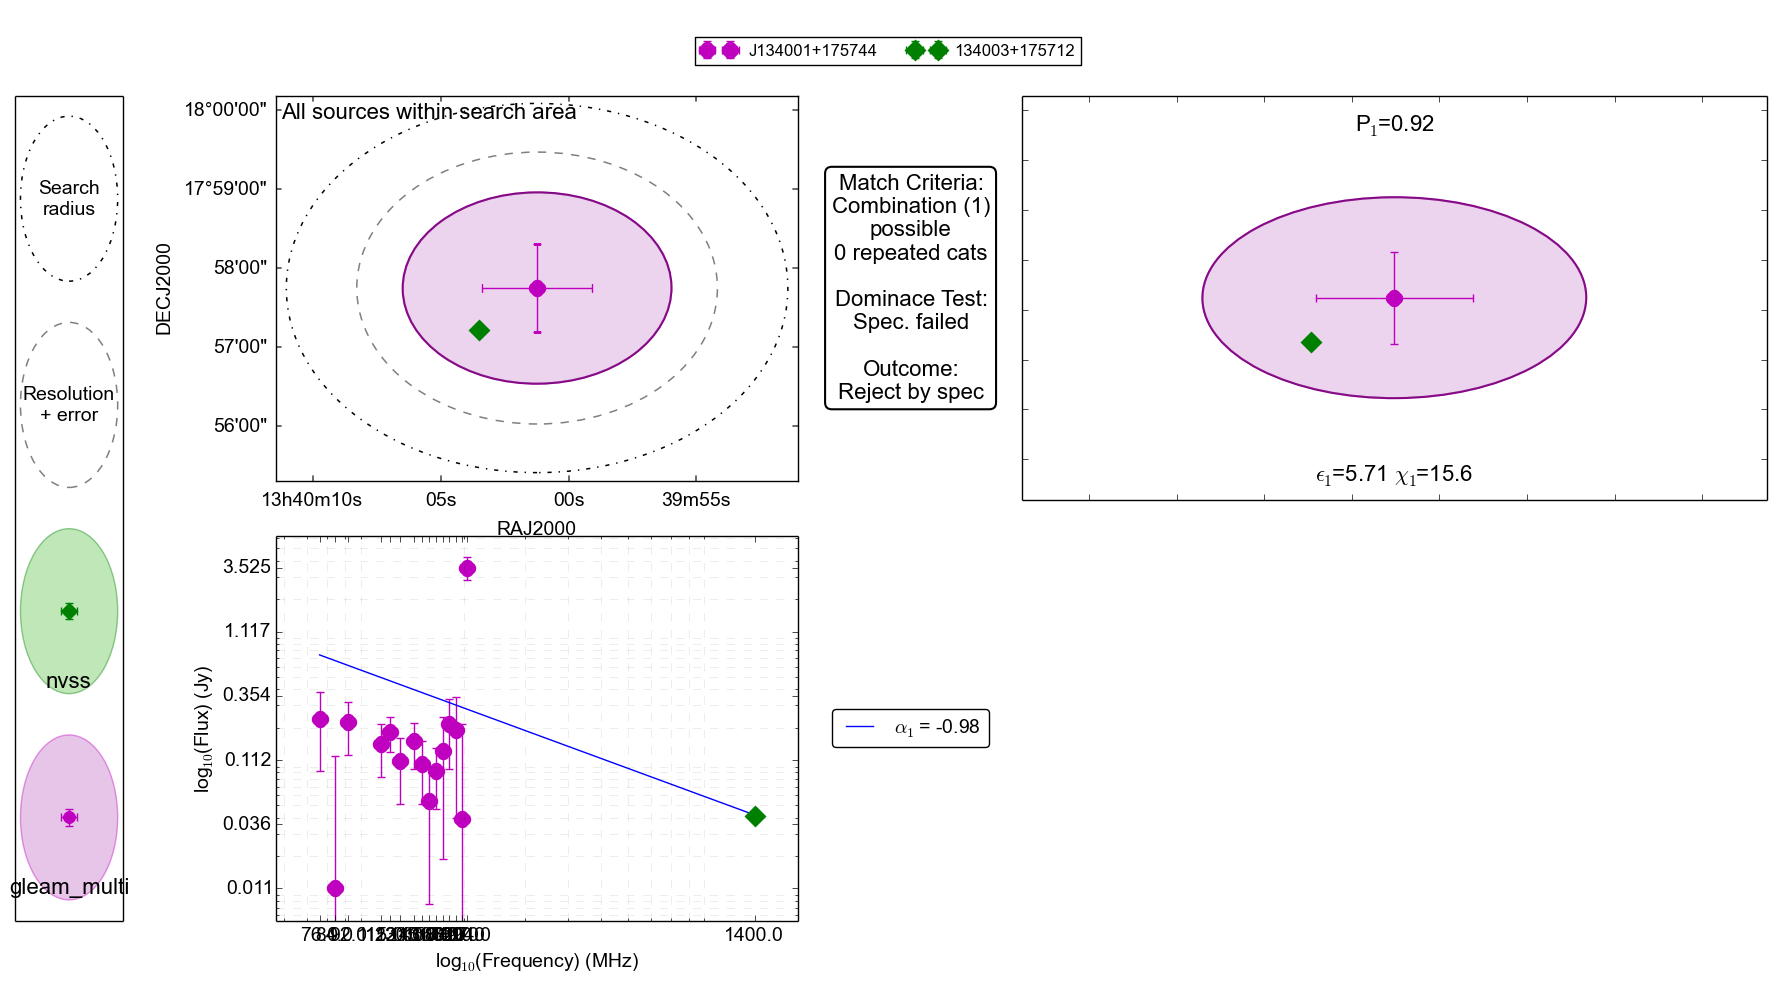 J134001+175744
134003+175712
Search
radius
Resolution
+ error
nvss
gleam_multi
All sources within search area
18°00'00"
17°59'00"
58'00"
57'00"
56'00"
DECJ2000
13h40m10s
05s
00s
39m55s
RAJ2000
Match Criteria:
Combination (1)
possible
0 repeated cats
Dominace Test:
Spec. failed
Outcome:
Reject by spec
P₁=0.92
ϵ₁=5.71 χ₁=15.6
3.525
1.117
0.354
0.112
0.036
0.011
log₁₀(Flux) (Jy)
1400.0
log₁₀(Frequency) (MHz)
α₁ = -0.98